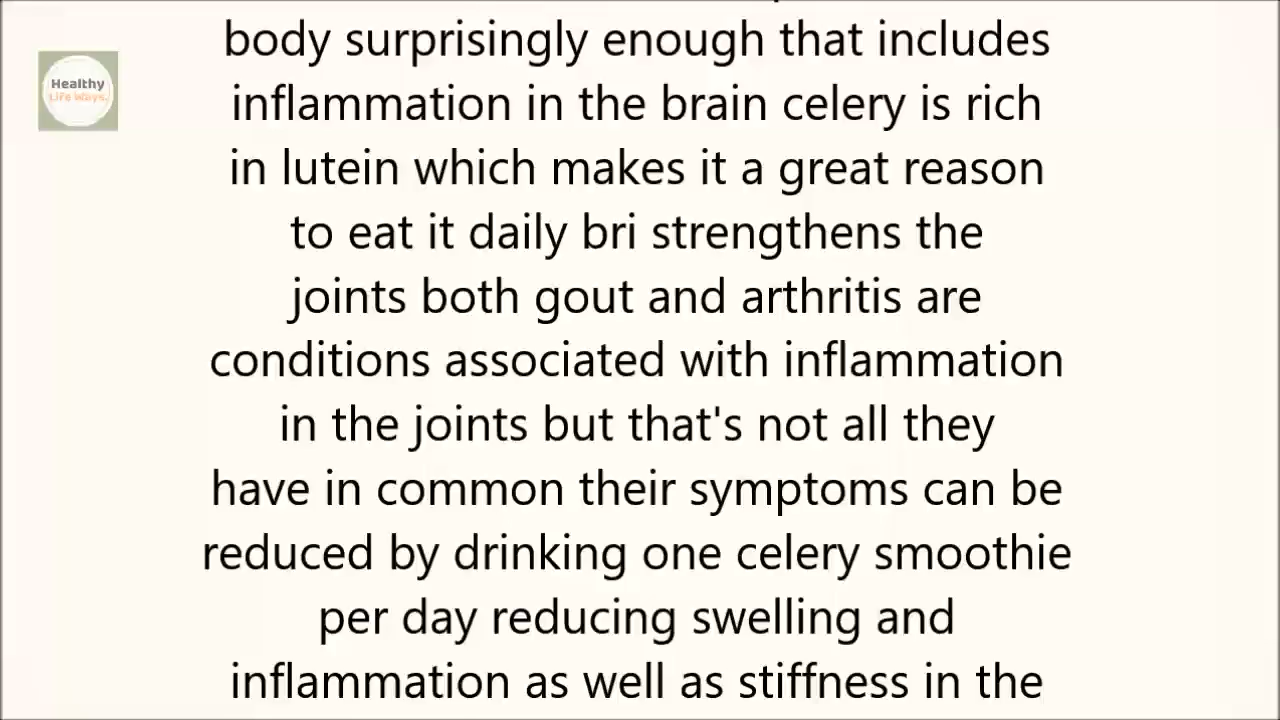 body surprisingly enough that includes
Healthy
Life Ways.
inflammation in the brain celery is rich
in lutein which makes it a great reason
to eat it daily bri strengthens the
joints both gout and arthritis are
conditions associated with inflammation
in the joints but that's not all they
have in common their symptoms can be
reduced by drinking one celery smoothie
per day reducing swelling and
inflammation as well as stiffness in the